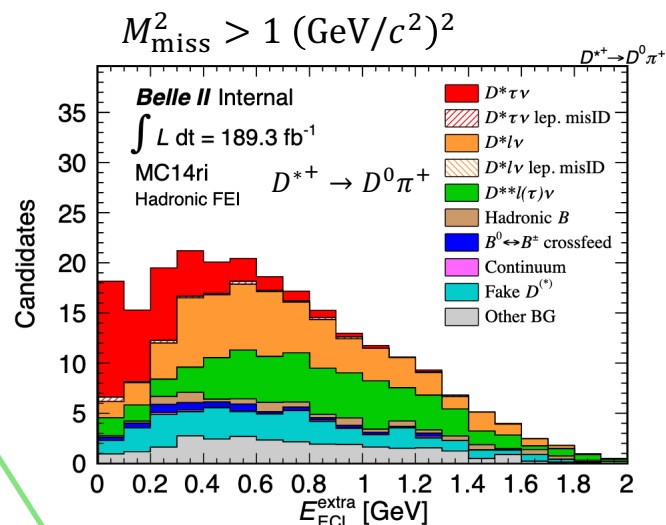 M²_miss > 1 (GeV/c²)²
D*⁺→D⁰π⁺
Belle II Internal
∫ L dt = 189.3 fb⁻¹
MC14ri
Hadronic FEI
D*⁺ → D⁰π⁺
D*τν
D*τν lep. misID
D*lν
D*lν lep. misID
D**l(τ)ν
Hadronic B
B⁰↔B± crossfeed
Continuum
Fake D⁽*⁾
Other BG
Candidates
35
30
25
20
15
10
5
0
0 0.2 0.4 0.6 0.8 1 1.2 1.4 1.6 1.8 2
E^extra_ECL [GeV]